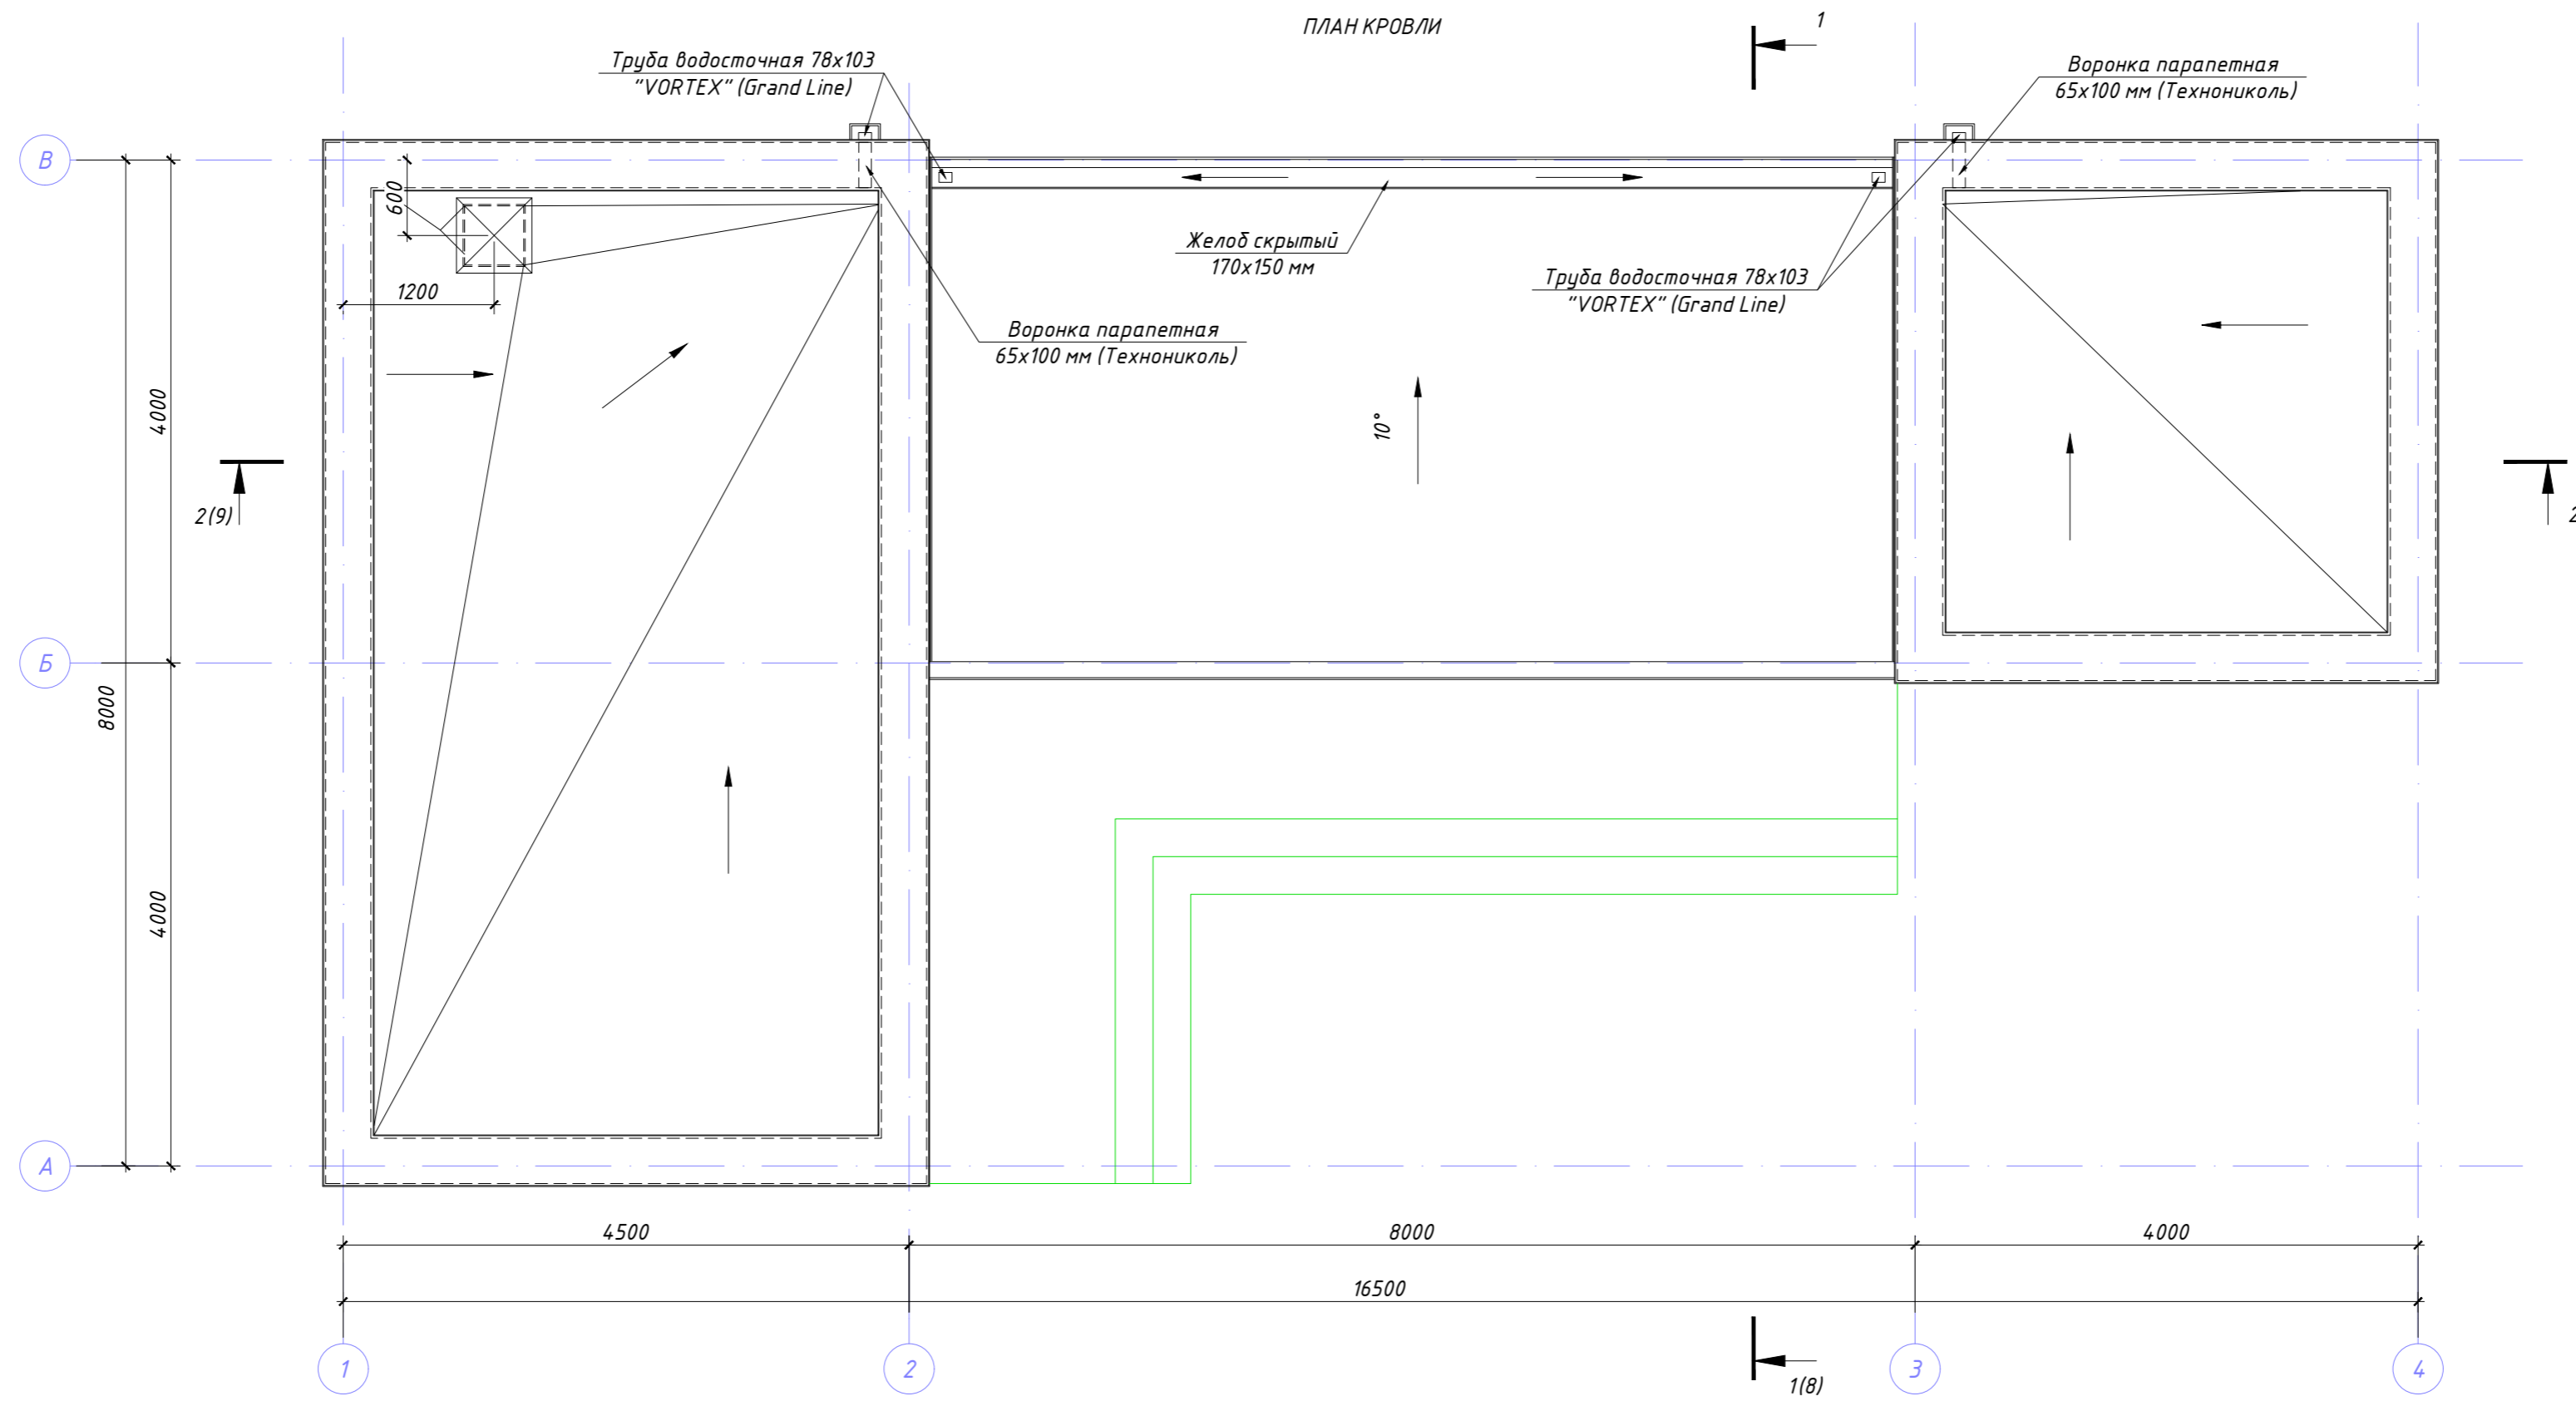 ПЛАН КРОВЛИ
1
Труба водосточная 78х103
"VORTEX" (Grand Line)
Воронка парапетная
65х100 мм (Технониколь)
В
600
Желоб скрытый
170х150 мм
Труба водосточная 78х103
"VORTEX" (Grand Line)
1200
Воронка парапетная
65х100 мм (Технониколь)
4000
10°
2(9)
2
Б
8000
4000
А
4500
8000
4000
16500
1
2
3
4
1(8)